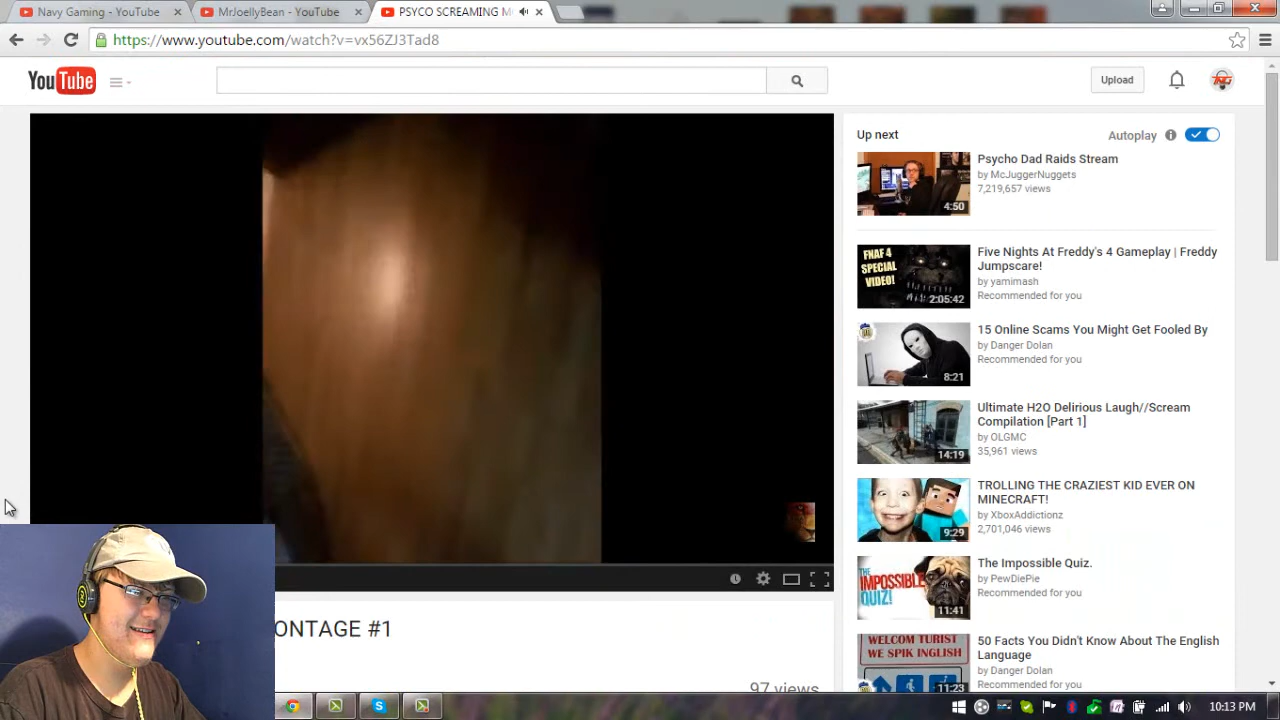 Navy Gaming - YouTube
MrJoellyBean - YouTube
PSYCO SCREAMING M
https://www.youtube.com/watch?v=vx56ZJ3Tad8
YouTube
Upload
TNG
Up next
Autoplay
Psycho Dad Raids Stream
by McJuggerNuggets
7,219,657 views
4:50
Five Nights At Freddy's 4 Gameplay | Freddy
Jumpscare!
by yamimash
Recommended for you
FNAF 4
SPECIAL
VIDEO!
2:05:42
15 Online Scams You Might Get Fooled By
by Danger Dolan
Recommended for you
8:21
Ultimate H2O Delirious Laugh//Scream
Compilation [Part 1]
by OLGMC
35,961 views
14:19
TROLLING THE CRAZIEST KID EVER ON
MINECRAFT!
by XboxAddictionz
2,701,046 views
9:29
The Impossible Quiz.
by PewDiePie
Recommended for you
THE
IMPOSSIBLE
QUIZ!
11:41
50 Facts You Didn't Know About The English
Language
by Danger Dolan
Recommended for you
WELCOM TURIST
WE SPIK INGLISH
11:23
ONTAGE #1
97 views
10:13 PM